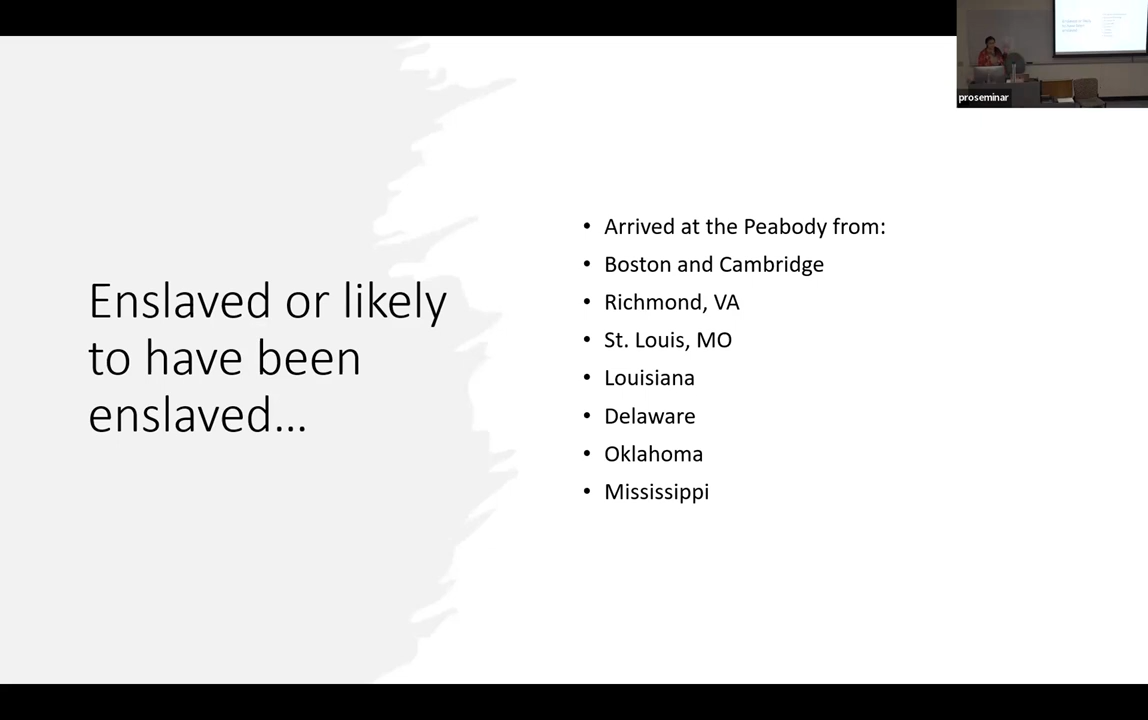 proseminar
Enslaved or likely
to have been
enslaved...
• Arrived at the Peabody from:
• Boston and Cambridge
• Richmond, VA
• St. Louis, MO
• Louisiana
• Delaware
• Oklahoma
• Mississippi